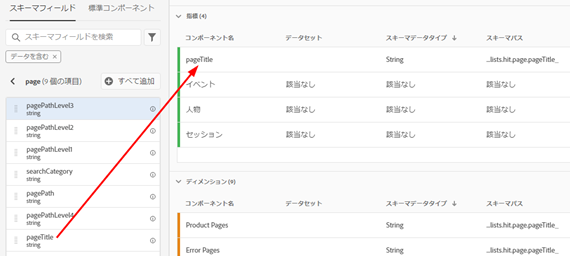 スキーマフィールド 標準コンポーネント
スキーマフィールドを検索
データを含む ×
page (9 個の項目) すべて追加
pagePathLevel3
string
pagePathLevel2
string
pagePathLevel1
string
searchCategory
string
pagePath
string
pagePathLevel4
string
pageTitle
string
指標 (4)
コンポーネント名 データセット スキーマデータタイプ ↓ スキーマパス
pageTitle String ...lists.hit.page.pageTitle_
イベント 該当なし 該当なし 該当なし
人物 該当なし 該当なし 該当なし
セッション 該当なし 該当なし 該当なし
ディメンション (9)
コンポーネント名 データセット スキーマデータタイプ ↓ スキーマパス
Product Pages String ...lists.hit.page.pageTitle_
Error Pages String ...lists.hit.page.pageTitle_